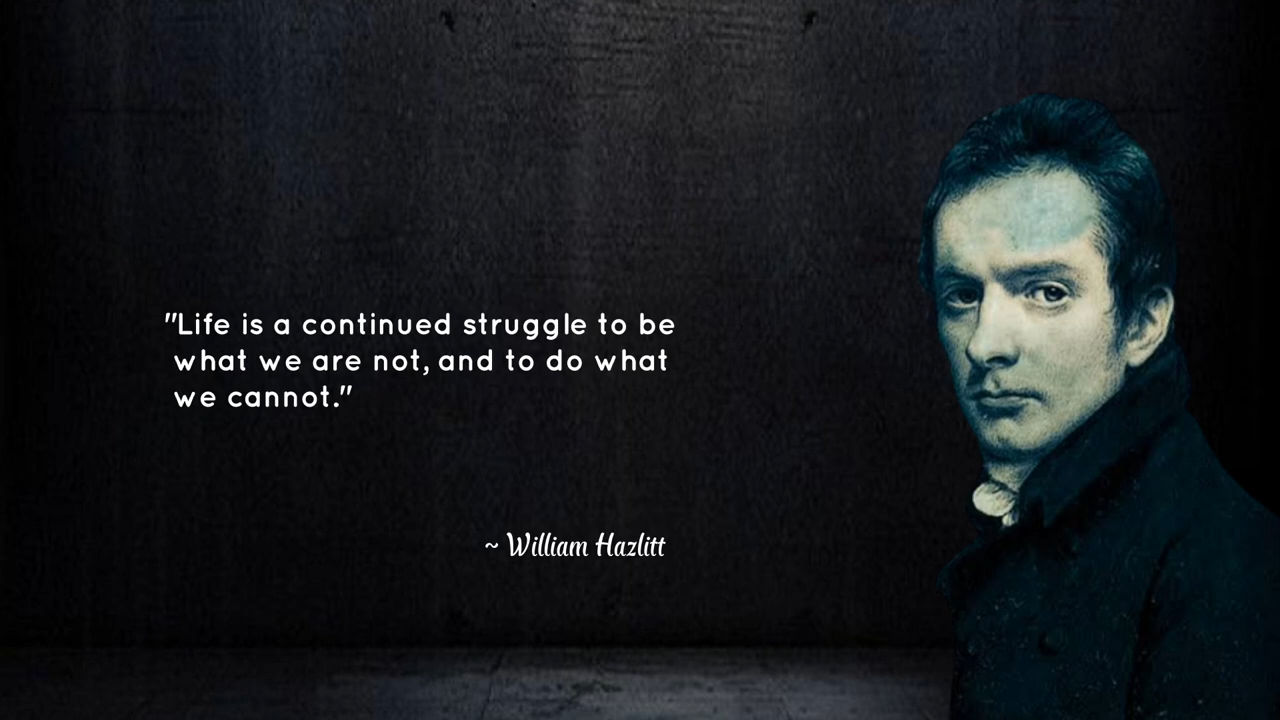 "Life is a continued struggle to be
what we are not, and to do what
we cannot."
~ William Hazlitt